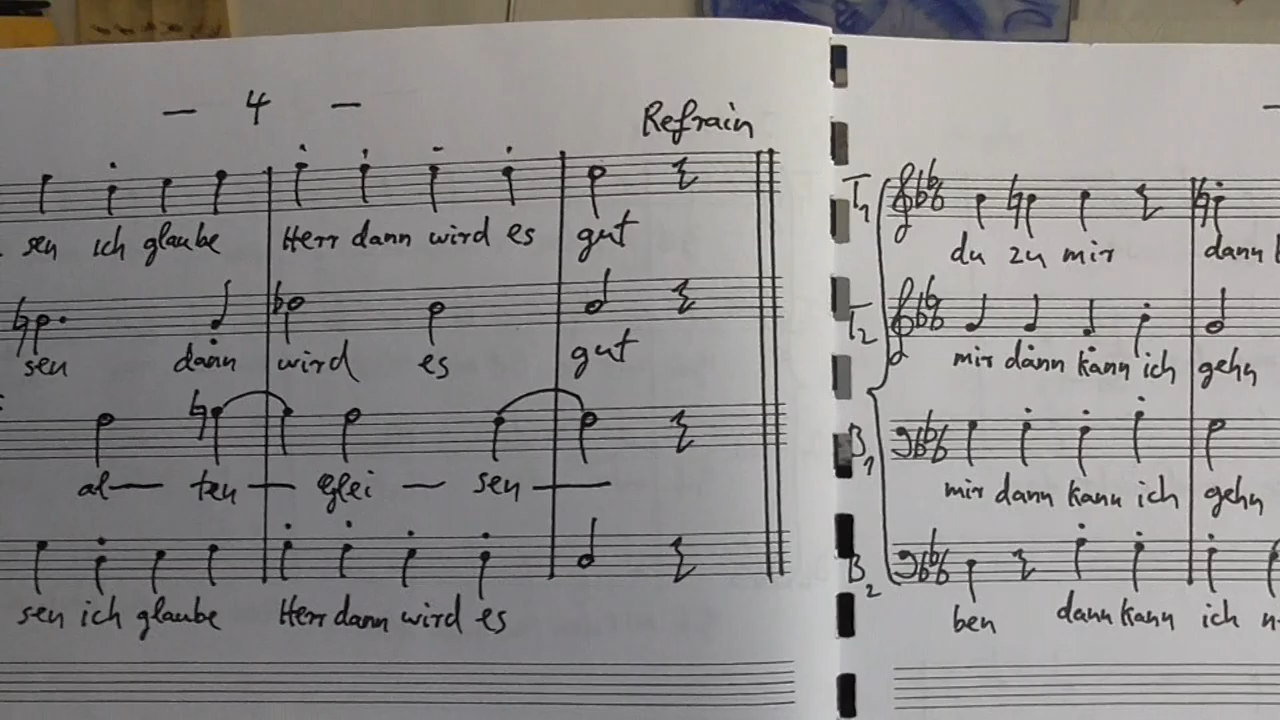 — 4 —
Refrain
sen ich glaube Herr dann wird es gut
sen dann wird es gut
al— ten — glei — sen —
sen ich glaube Herr dann wird es
T1 du zu mir dann
T2 mir dann kann ich gehn
B1 mir dann kann ich gehn
B2 ben dann kann ich